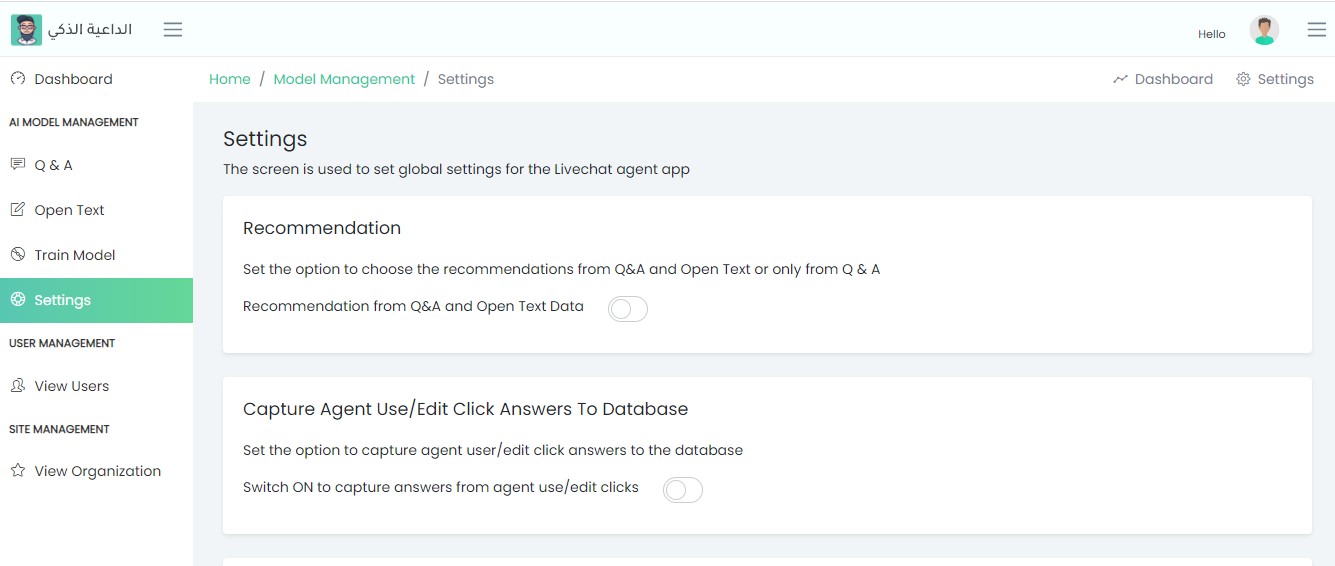 الداعية الذكي
Hello
Dashboard
AI MODEL MANAGEMENT
Q & A
Open Text
Train Model
Settings
USER MANAGEMENT
View Users
SITE MANAGEMENT
View Organization
Home / Model Management / Settings
Dashboard
Settings
Settings
The screen is used to set global settings for the Livechat agent app
Recommendation
Set the option to choose the recommendations from Q&A and Open Text or only from Q & A
Recommendation from Q&A and Open Text Data
Capture Agent Use/Edit Click Answers To Database
Set the option to capture agent user/edit click answers to the database
Switch ON to capture answers from agent use/edit clicks